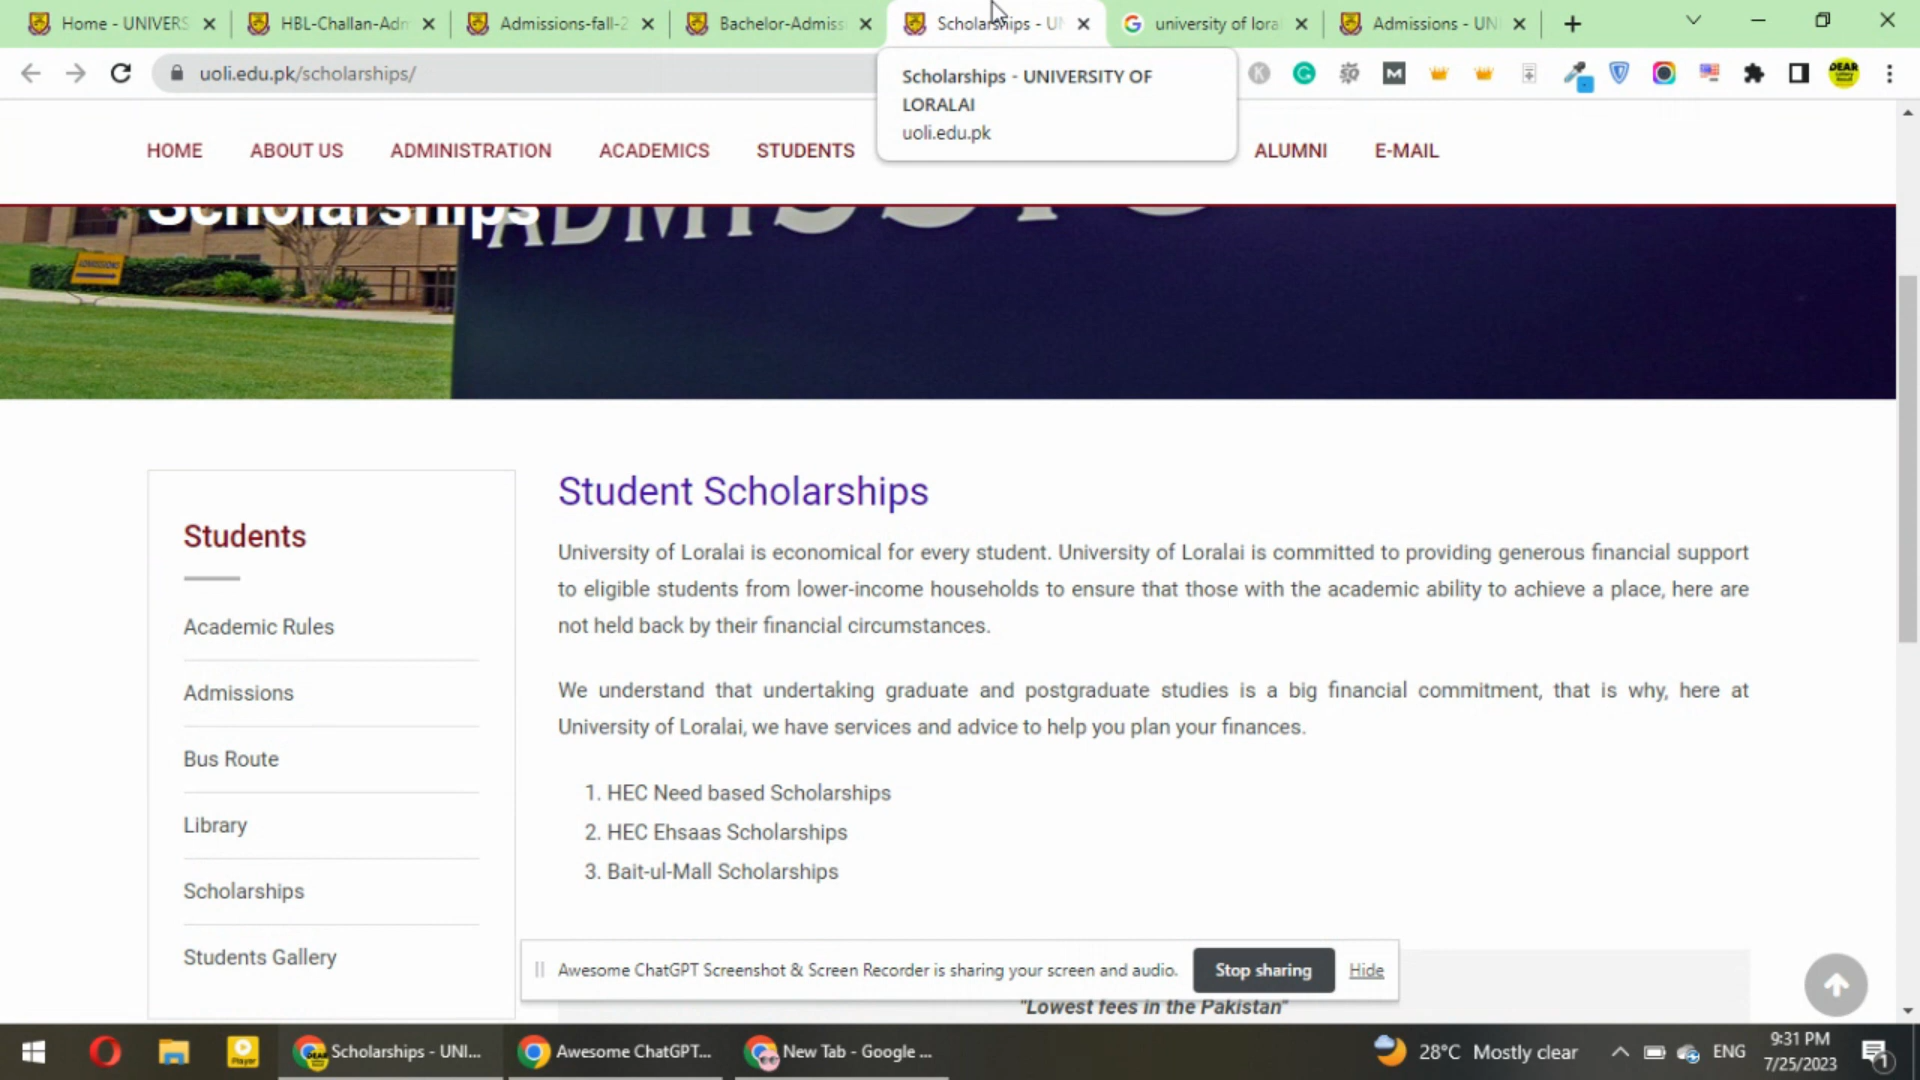 Home - UNIVERS
HBL-Challan-Adm
Admissions-fall-2
Bachelor-Admiss
Scholarships - UN
university of lora
Admissions - UNI
uoli.edu.pk/scholarships/
Scholarships - UNIVERSITY OF
LORALAI
uoli.edu.pk
HOME ABOUT US ADMINISTRATION ACADEMICS STUDENTS ALUMNI E-MAIL
Scholarships
ADMISSIONS
Students
Academic Rules
Admissions
Bus Route
Library
Scholarships
Students Gallery
Student Scholarships
University of Loralai is economical for every student. University of Loralai is committed to providing generous financial support
to eligible students from lower-income households to ensure that those with the academic ability to achieve a place, here are
not held back by their financial circumstances.
We understand that undertaking graduate and postgraduate studies is a big financial commitment, that is why, here at
University of Loralai, we have services and advice to help you plan your finances.
1. HEC Need based Scholarships
2. HEC Ehsaas Scholarships
3. Bait-ul-Mall Scholarships
Awesome ChatGPT Screenshot & Screen Recorder is sharing your screen and audio. Stop sharing Hide
"Lowest fees in the Pakistan"
Scholarships - UNI...
Awesome ChatGPT...
New Tab - Google ...
28°C Mostly clear
ENG
9:31 PM
7/25/2023
1